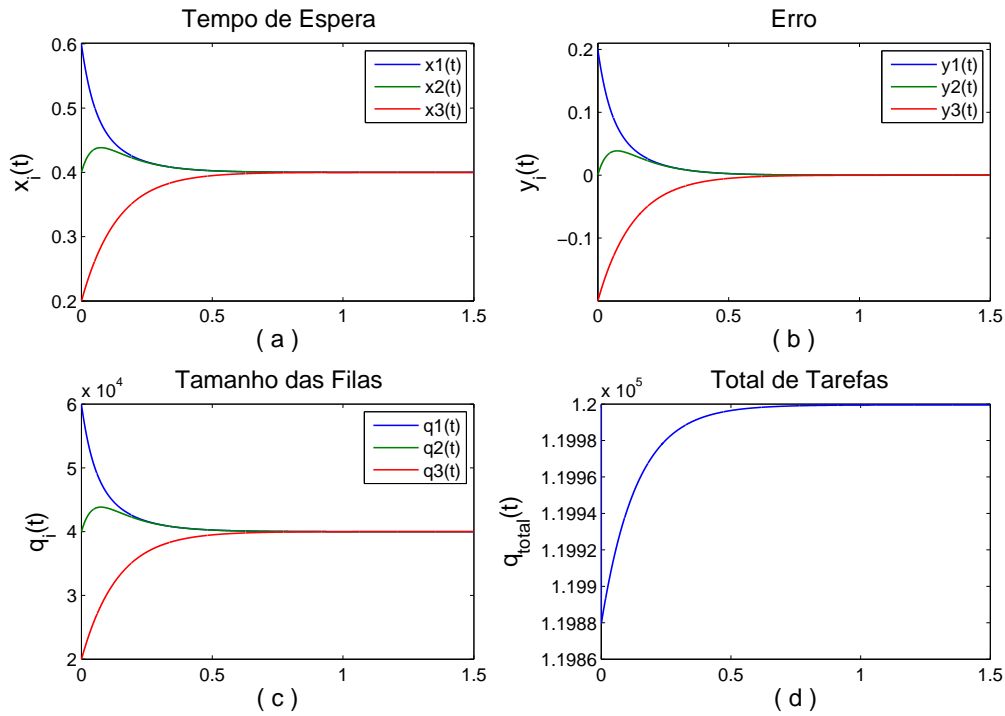 Tempo de Espera
0.6
0.5
0.4
0.3
0.2
x_i(t)
x1(t)
x2(t)
x3(t)
0 0.5 1 1.5
( a )
Erro
0.2
0.1
0
−0.1
y_i(t)
y1(t)
y2(t)
y3(t)
0 0.5 1 1.5
( b )
Tamanho das Filas
x 10^4
6
5
4
3
2
q_i(t)
q1(t)
q2(t)
q3(t)
0 0.5 1 1.5
( c )
Total de Tarefas
x 10^5
1.2
1.1998
1.1996
1.1994
1.1992
1.199
1.1988
1.1986
q_total(t)
0 0.5 1 1.5
( d )